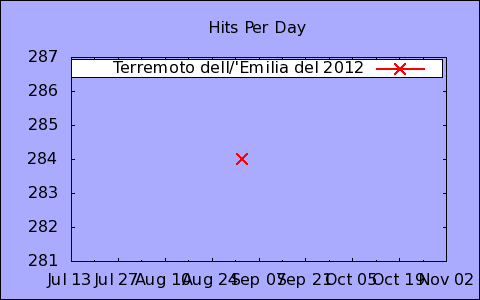 Hits Per Day
Terremoto dell/'Emilia del 2012
287
286
285
284
283
282
281
Jul 13 Jul 27 Aug 10 Aug 24 Sep 07 Sep 21 Oct 05 Oct 19 Nov 02